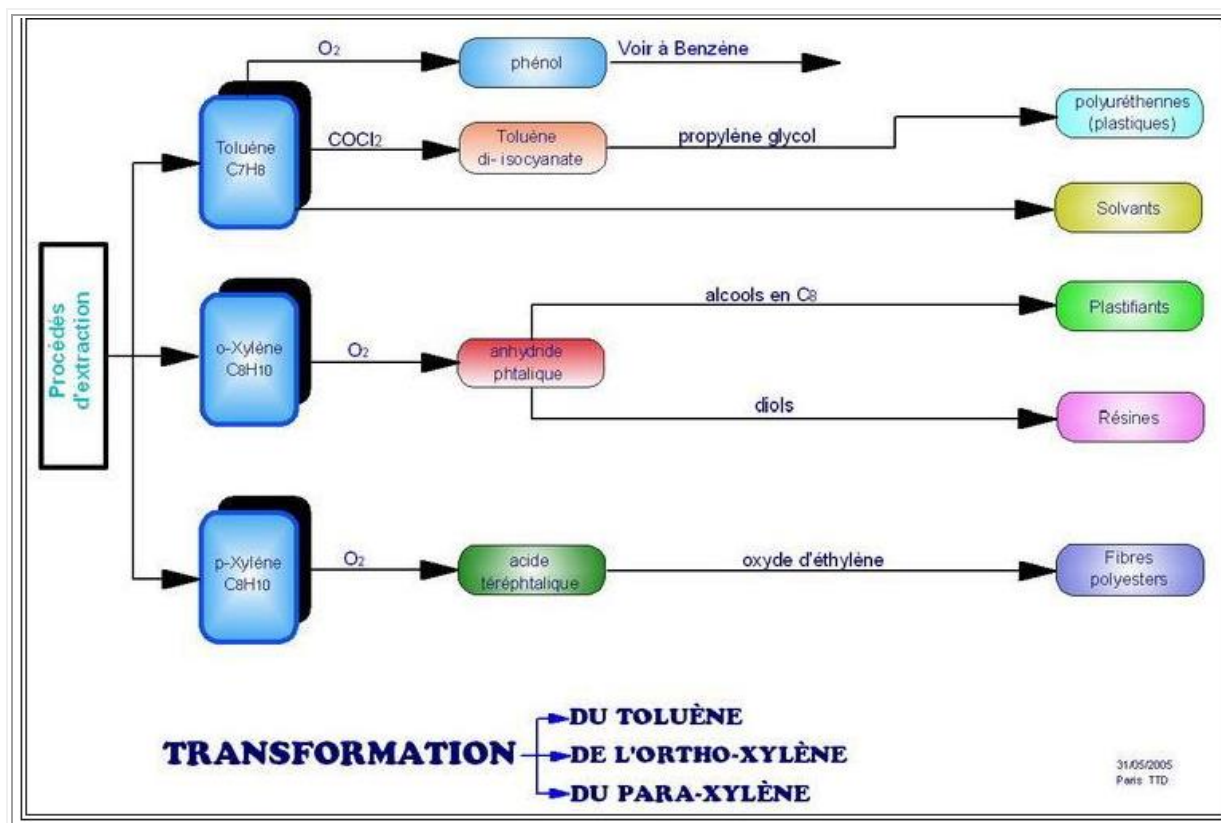 O2
phénol
Voir à Benzène
Toluène
C7H8
COCl2
Toluène
di- isocyanate
propylène glycol
polyuréthennes
(plastiques)
Solvants
Procédés
d'extraction
o-Xylène
C8H10
O2
anhydride
phtalique
alcools en C8
Plastifiants
diols
Résines
p-Xylène
C8H10
O2
acide
téréphtalique
oxyde d'éthylène
Fibres
polyesters
TRANSFORMATION
DU TOLUÈNE
DE L'ORTHO-XYLÈNE
DU PARA-XYLÈNE
31/05/2005
Paris TTD